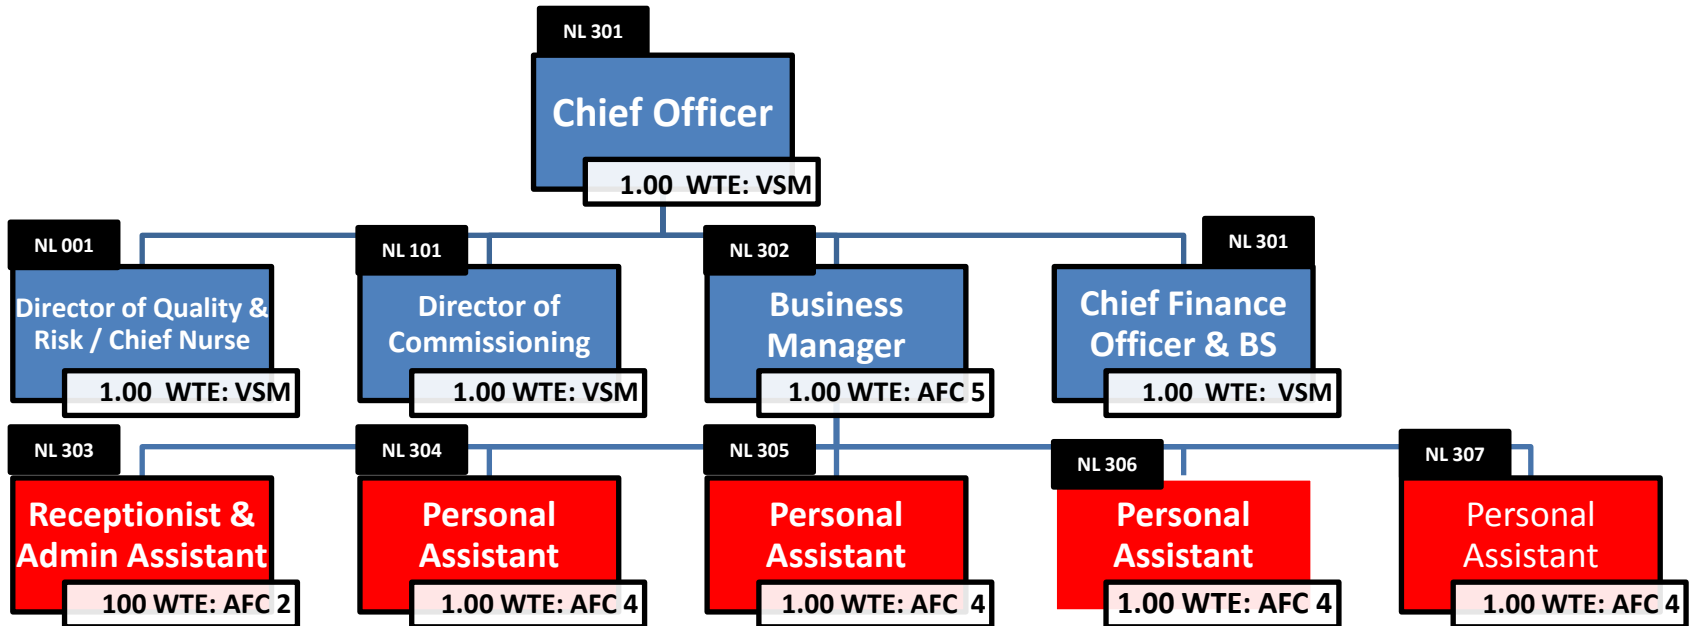 NL 301
Chief Officer
1.00 WTE: VSM
NL 001
Director of Quality &
Risk / Chief Nurse
1.00 WTE: VSM
NL 101
Director of
Commissioning
1.00 WTE: VSM
NL 302
Business
Manager
1.00 WTE: AFC 5
NL 301
Chief Finance
Officer & BS
1.00 WTE: VSM
NL 303
Receptionist &
Admin Assistant
100 WTE: AFC 2
NL 304
Personal
Assistant
1.00 WTE: AFC 4
NL 305
Personal
Assistant
1.00 WTE: AFC 4
NL 306
Personal
Assistant
1.00 WTE: AFC 4
NL 307
Personal
Assistant
1.00 WTE: AFC 4